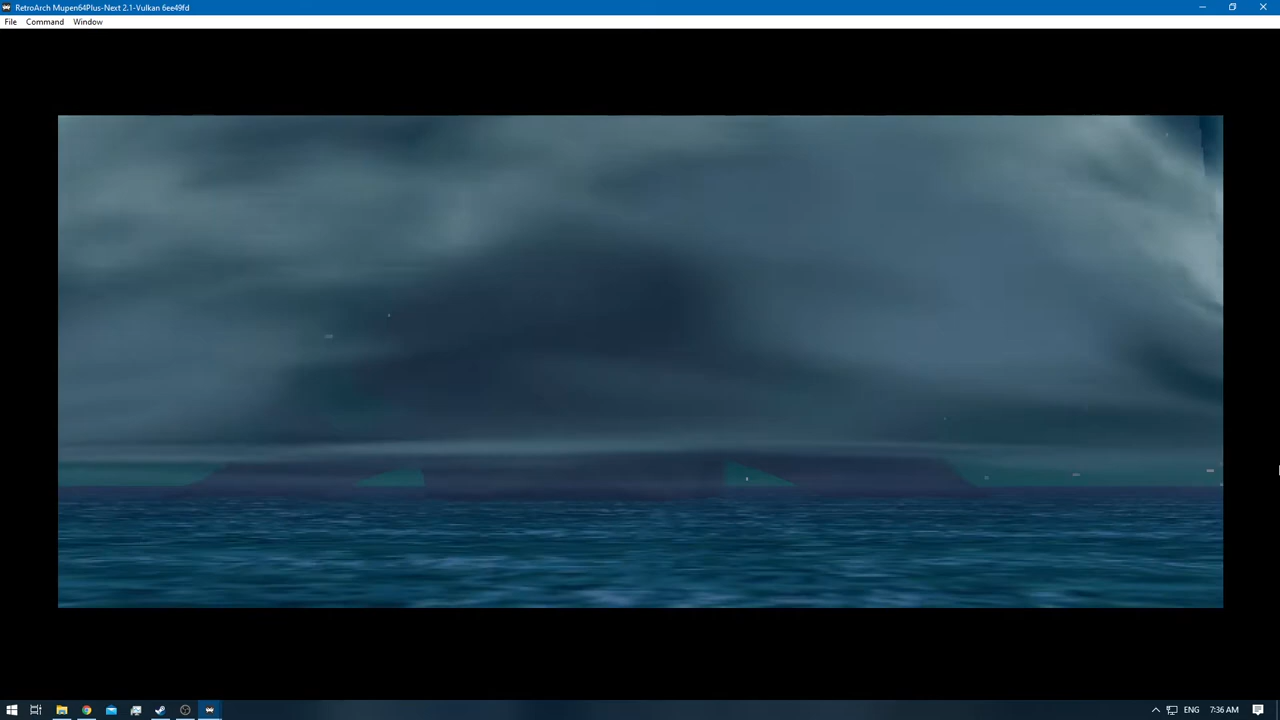 RetroArch Mupen64Plus-Next 2.1-Vulkan 6ee49fd
File Command Window
ENG 7:36 AM